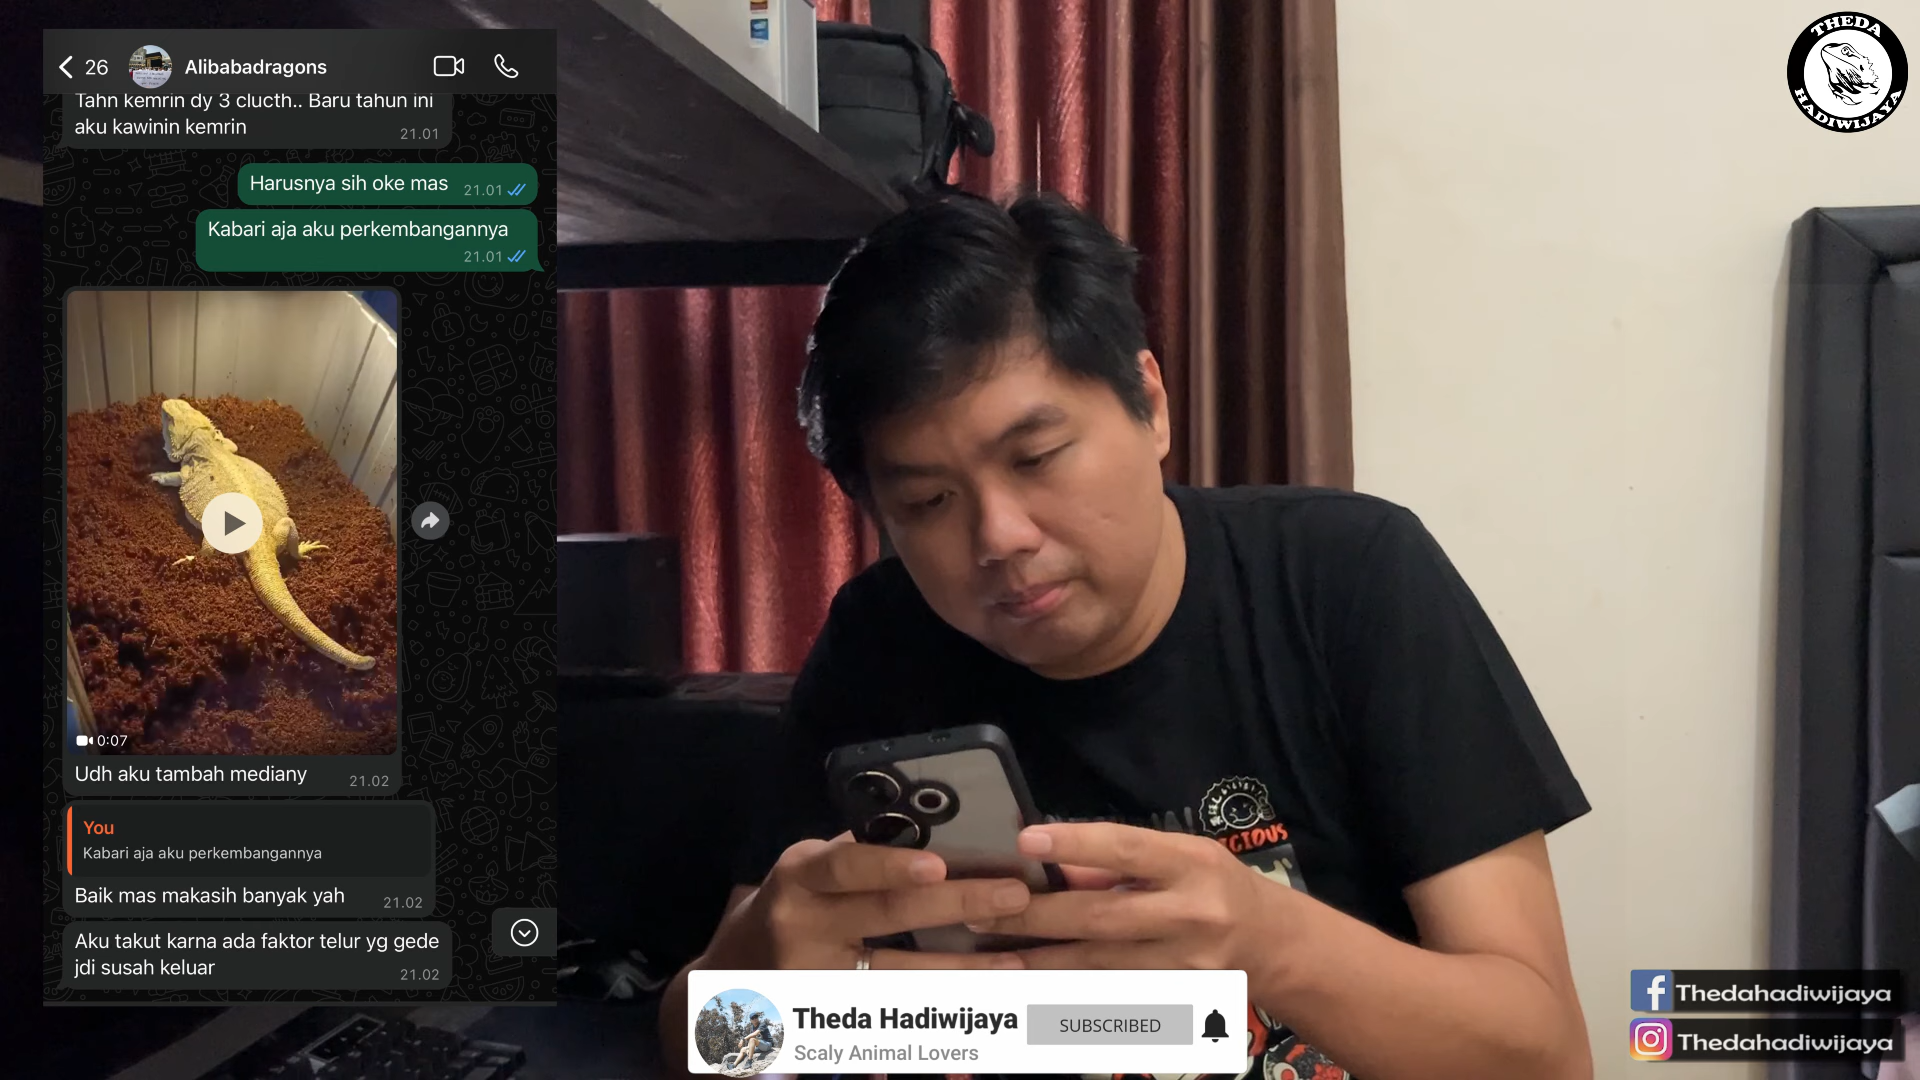 26
Alibabadragons
Tahn kemrin dy 3 clucth.. Baru tahun ini
aku kawinin kemrin
21.01
Harusnya sih oke mas
21.01
Kabari aja aku perkembangannya
21.01
0:07
Udh aku tambah mediany
21.02
You
Kabari aja aku perkembangannya
Baik mas makasih banyak yah
21.02
Aku takut karna ada faktor telur yg gede
jdi susah keluar
21.02
THEDA
HADIWIJAYA
Theda Hadiwijaya
SUBSCRIBED
Scaly Animal Lovers
Thedahadiwijaya
Thedahadiwijaya